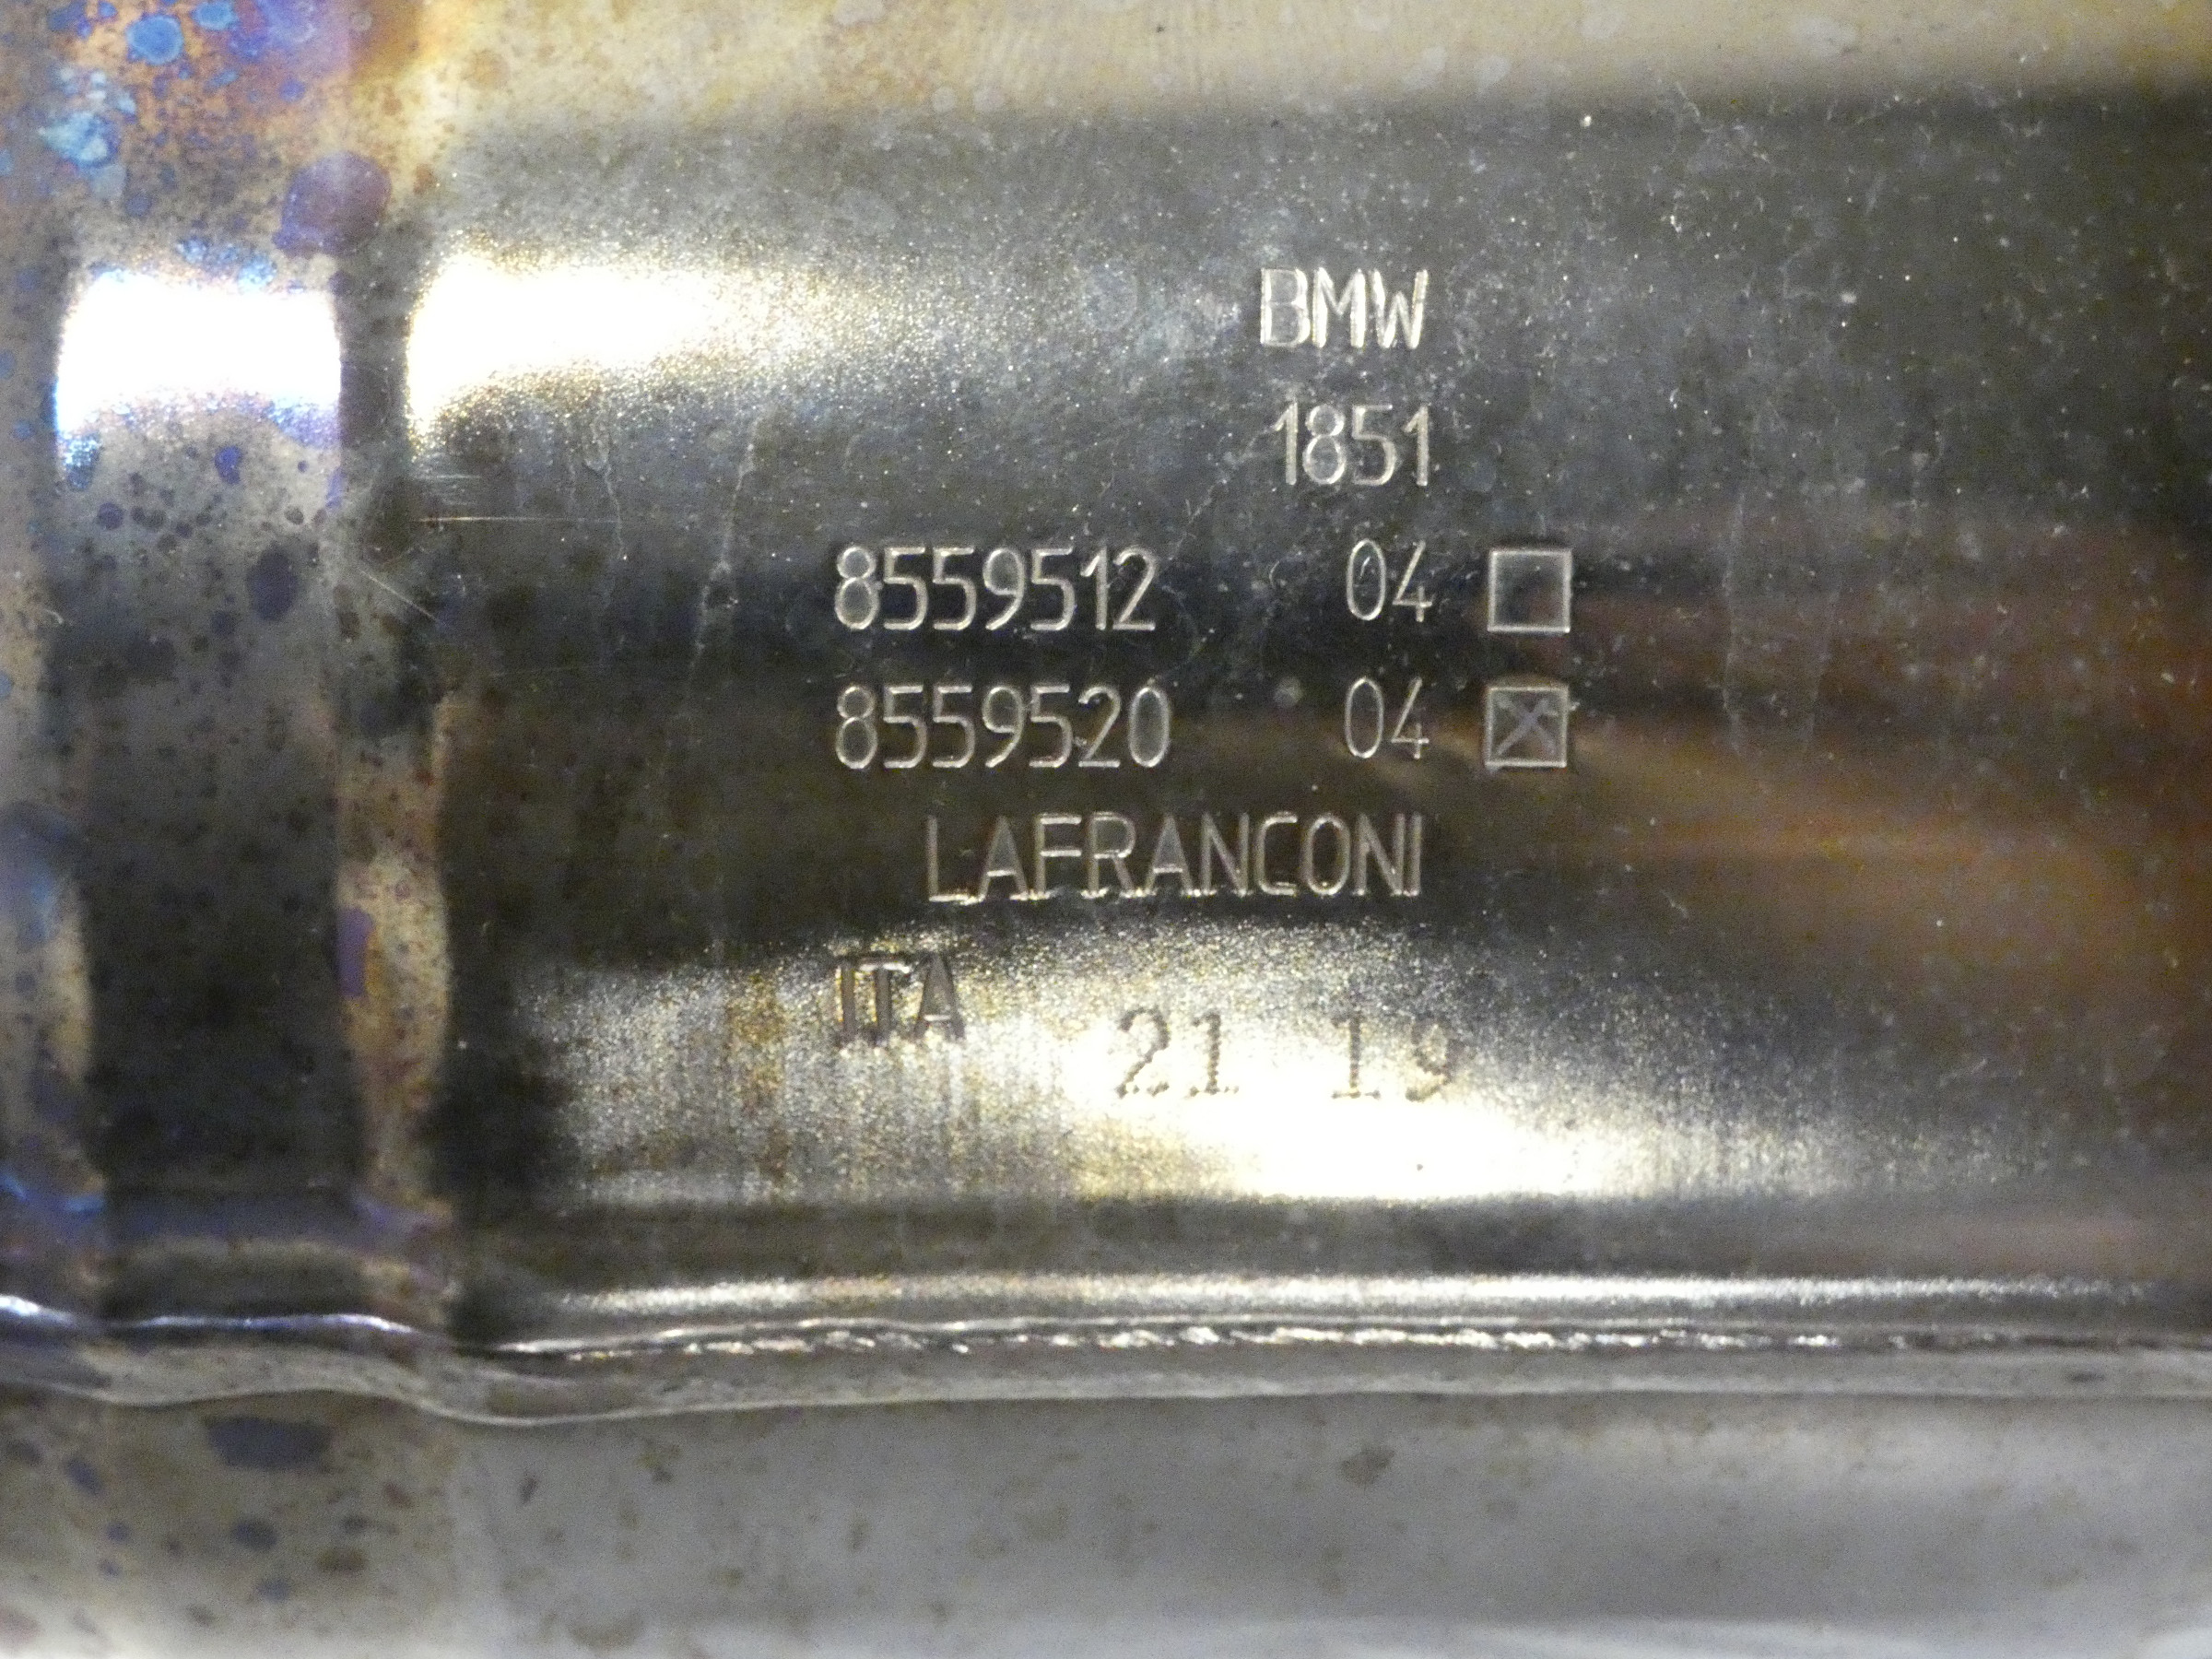 BMW
1851
8559512 04
8559520 04
LAFRANCONI
ITA 21 19